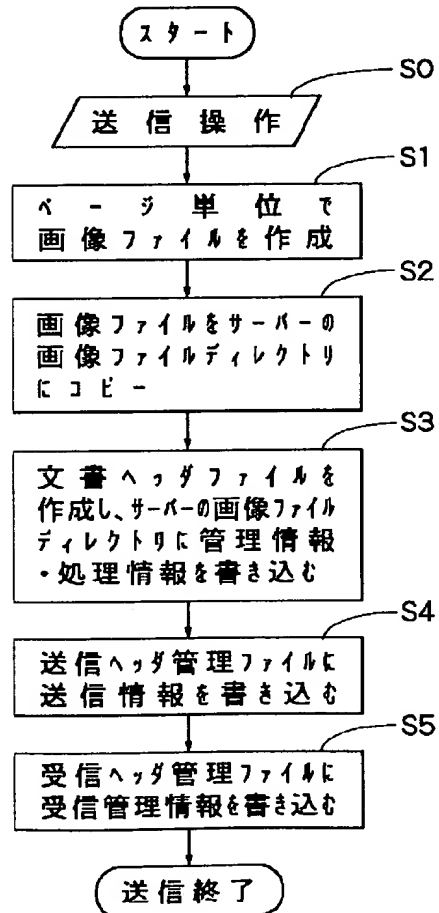 スタート
S0
送信操作
S1
ページ単位で
画像ファイルを作成
S2
画像ファイルをサーバーの
画像ファイルディレクトリ
にコピー
S3
文書ヘッダファイルを
作成し、サーバーの画像ファイル
ディレクトリに管理情報
・処理情報を書き込む
S4
送信ヘッダ管理ファイルに
送信情報を書き込む
S5
受信ヘッダ管理ファイルに
受信管理情報を書き込む
送信終了